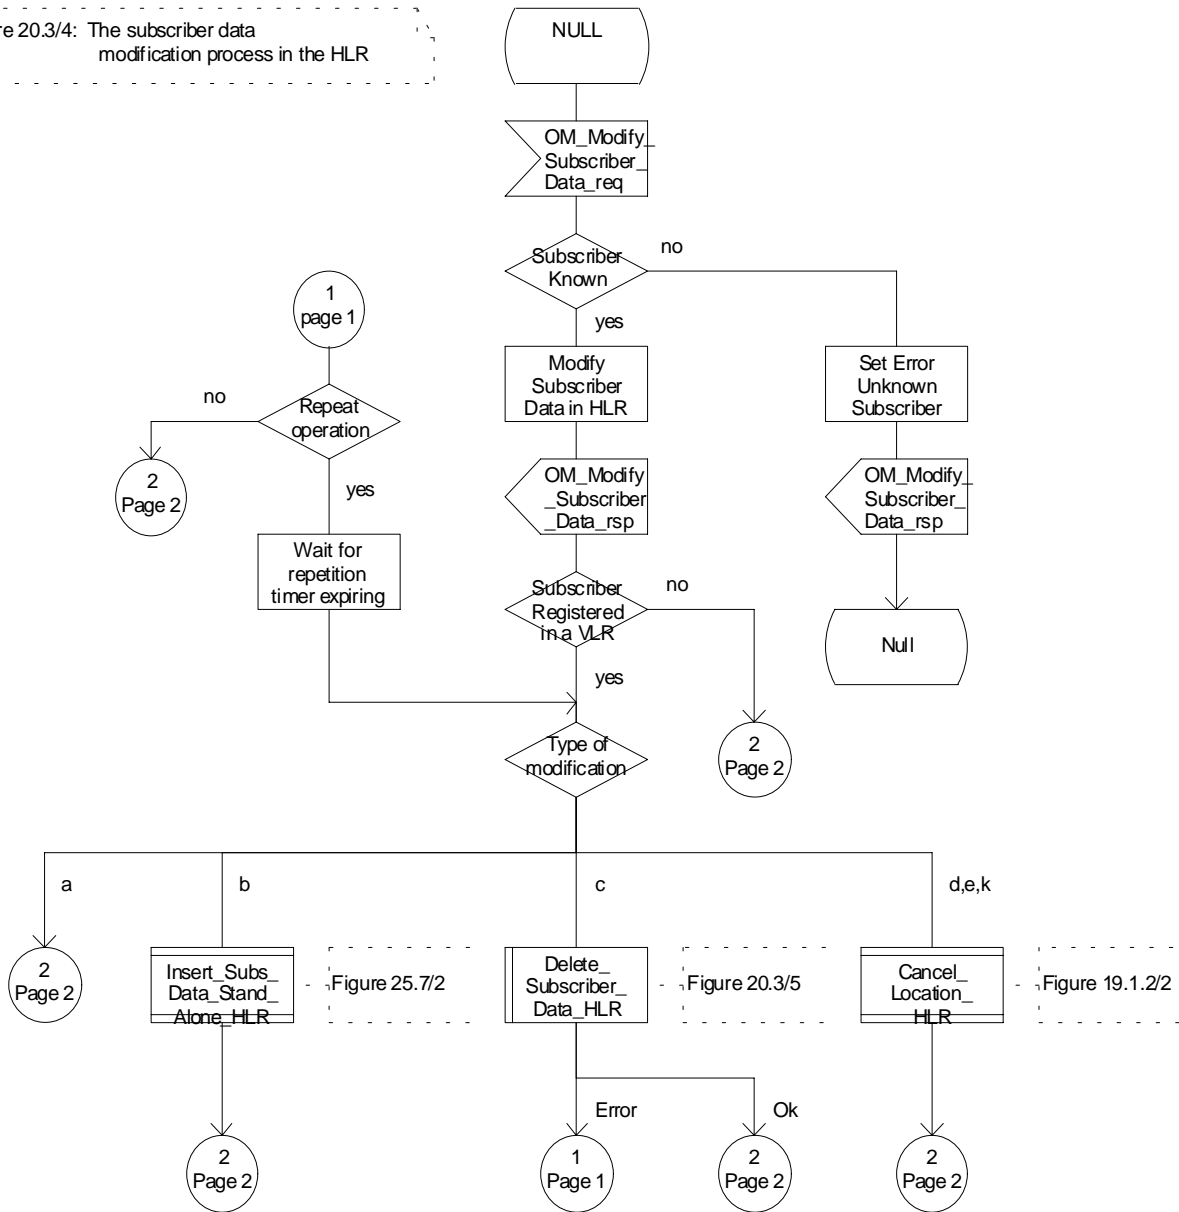 re 20.3/4: The subscriber data
modification process in the HLR
NULL
OM_Modify_
Subscriber_
Data_req
Subscriber
Known
no
yes
1
page 1
Modify
Subscriber
Data in HLR
Set Error
Unknown
Subscriber
no
Repeat
operation
2
Page 2
yes
OM_Modify
_Subscriber
_Data_rsp
OM_Modify_
Subscriber_
Data_rsp
Wait for
repetition
timer expiring
Subscriber
Registered
in a VLR
no
yes
Null
Type of
modification
2
Page 2
a
b
c
d,e,k
2
Page 2
Insert_Subs_
Data_Stand_
Alone_HLR
Figure 25.7/2
Delete_
Subscriber_
Data_HLR
Figure 20.3/5
Cancel_
Location_
HLR
Figure 19.1.2/2
Error
Ok
2
Page 2
1
Page 1
2
Page 2
2
Page 2